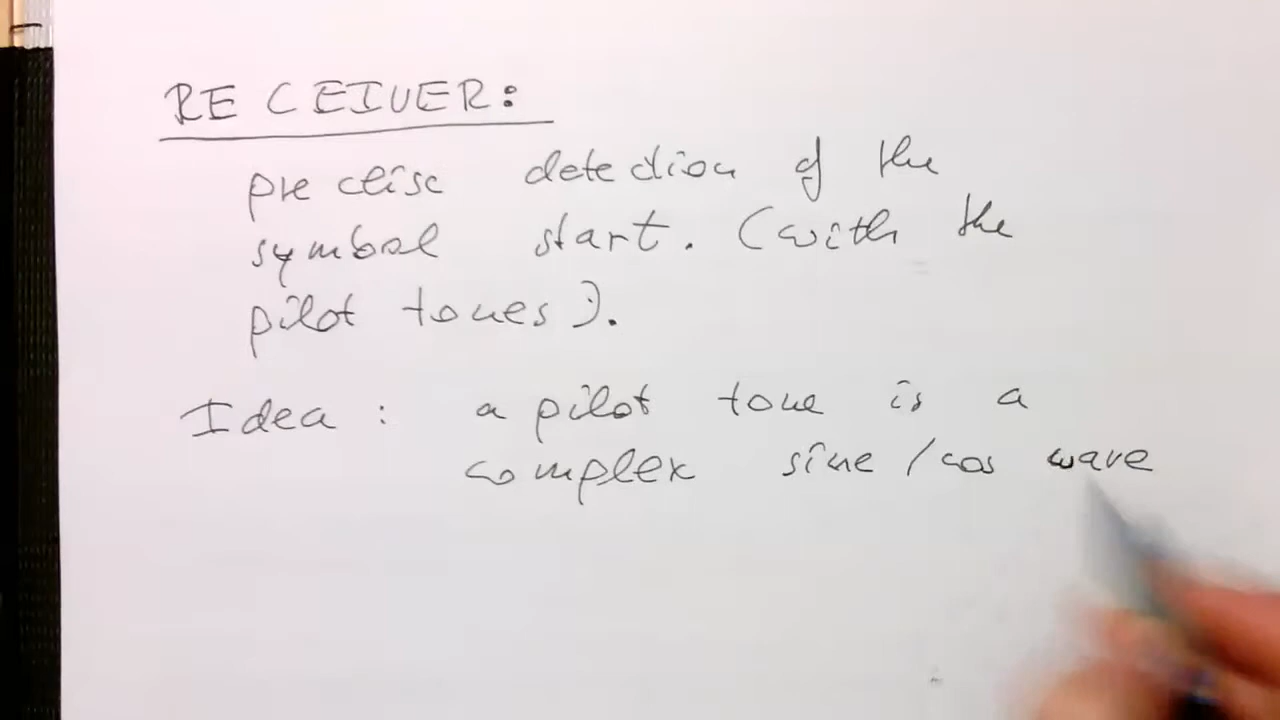 RECEIVER:
precise detection of the
symbol start. (with the
pilot tones).
Idea: a pilot tone is a
complex sine/cos wave